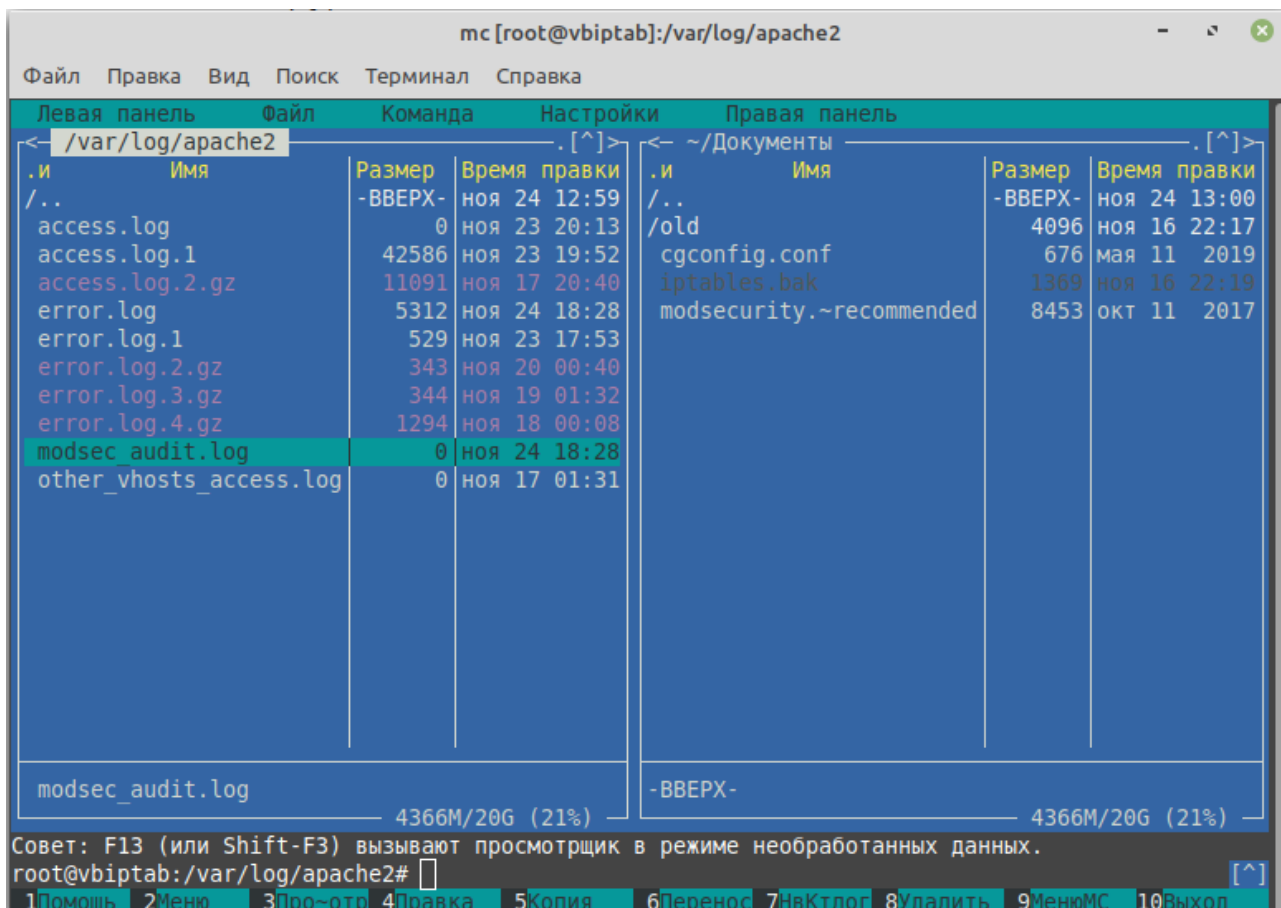 mc [root@vbiptab]:/var/log/apache2
Файл Правка Вид Поиск Терминал Справка
Левая панель Файл Команда Настройки Правая панель
<— /var/log/apache2 —.[^]> <— ~/Документы —.[^]>
.и Имя Размер Время правки .и Имя Размер Время правки
/.. -ВВЕРХ- ноя 24 12:59 /.. -ВВЕРХ- ноя 24 13:00
access.log 0 ноя 23 20:13 /old 4096 ноя 16 22:17
access.log.1 42586 ноя 23 19:52 cgconfig.conf 676 мая 11 2019
access.log.2.gz 11091 ноя 17 20:40 iptables.bak 1369 ноя 16 22:19
error.log 5312 ноя 24 18:28 modsecurity.~recommended 8453 окт 11 2017
error.log.1 529 ноя 23 17:53
error.log.2.gz 343 ноя 20 00:40
error.log.3.gz 344 ноя 19 01:32
error.log.4.gz 1294 ноя 18 00:08
modsec_audit.log 0 ноя 24 18:28
other_vhosts_access.log 0 ноя 17 01:31
modsec_audit.log -ВВЕРХ-
4366M/20G (21%) 4366M/20G (21%)
Совет: F13 (или Shift-F3) вызывают просмотрщик в режиме необработанных данных.
root@vbiptab:/var/log/apache2# [^]
1Помощь 2Меню 3Про~отр 4Правка 5Копия 6Перенос 7НвКтлог 8Удалить 9МенюMC 10Выход